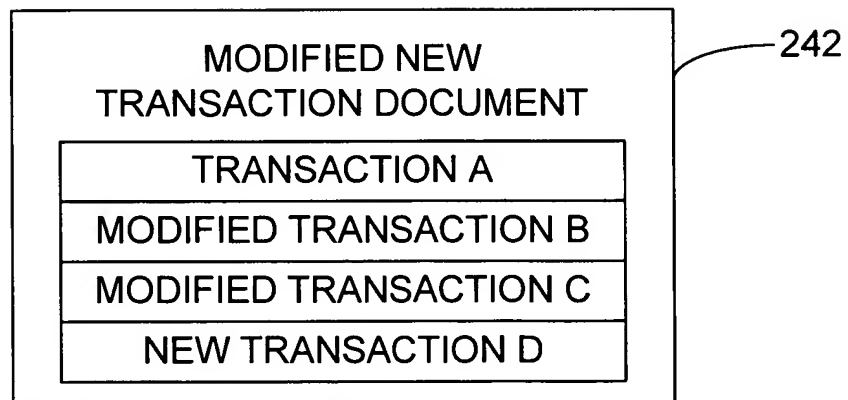 MODIFIED NEW
TRANSACTION DOCUMENT
242
TRANSACTION A
MODIFIED TRANSACTION B
MODIFIED TRANSACTION C
NEW TRANSACTION D